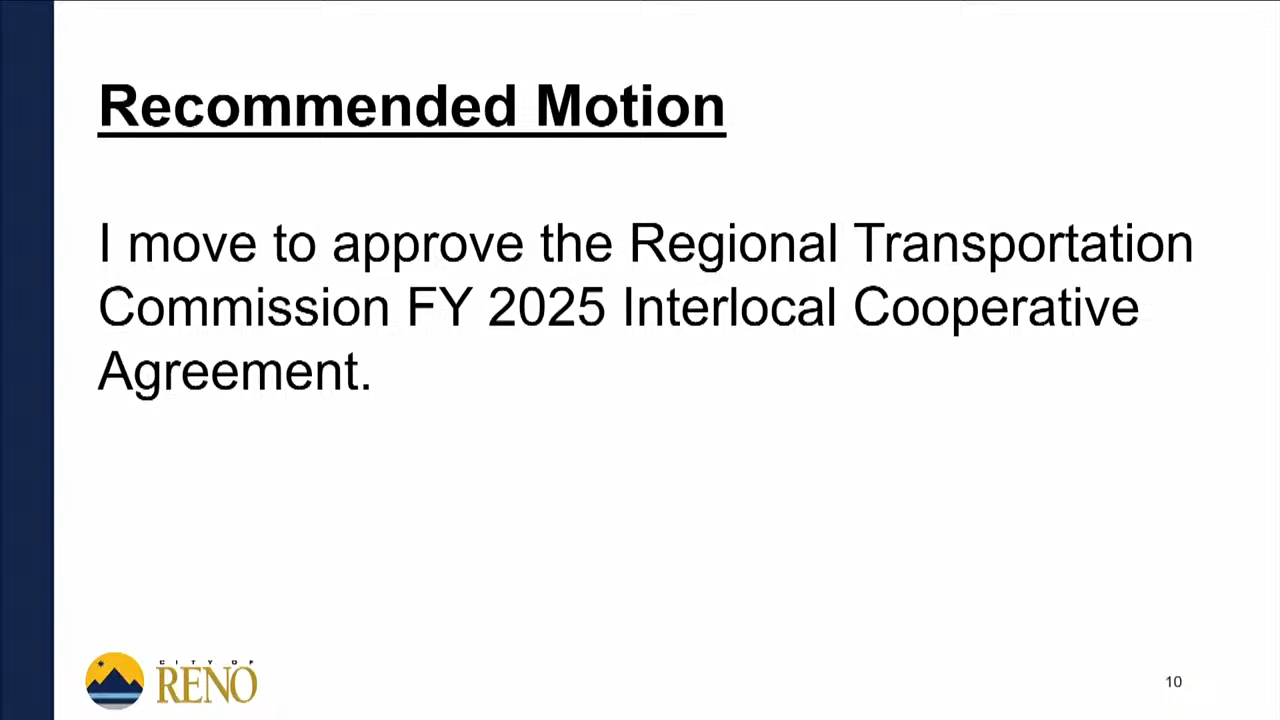 Recommended Motion
I move to approve the Regional Transportation
Commission FY 2025 Interlocal Cooperative
Agreement.
CITY OF
RENO
10